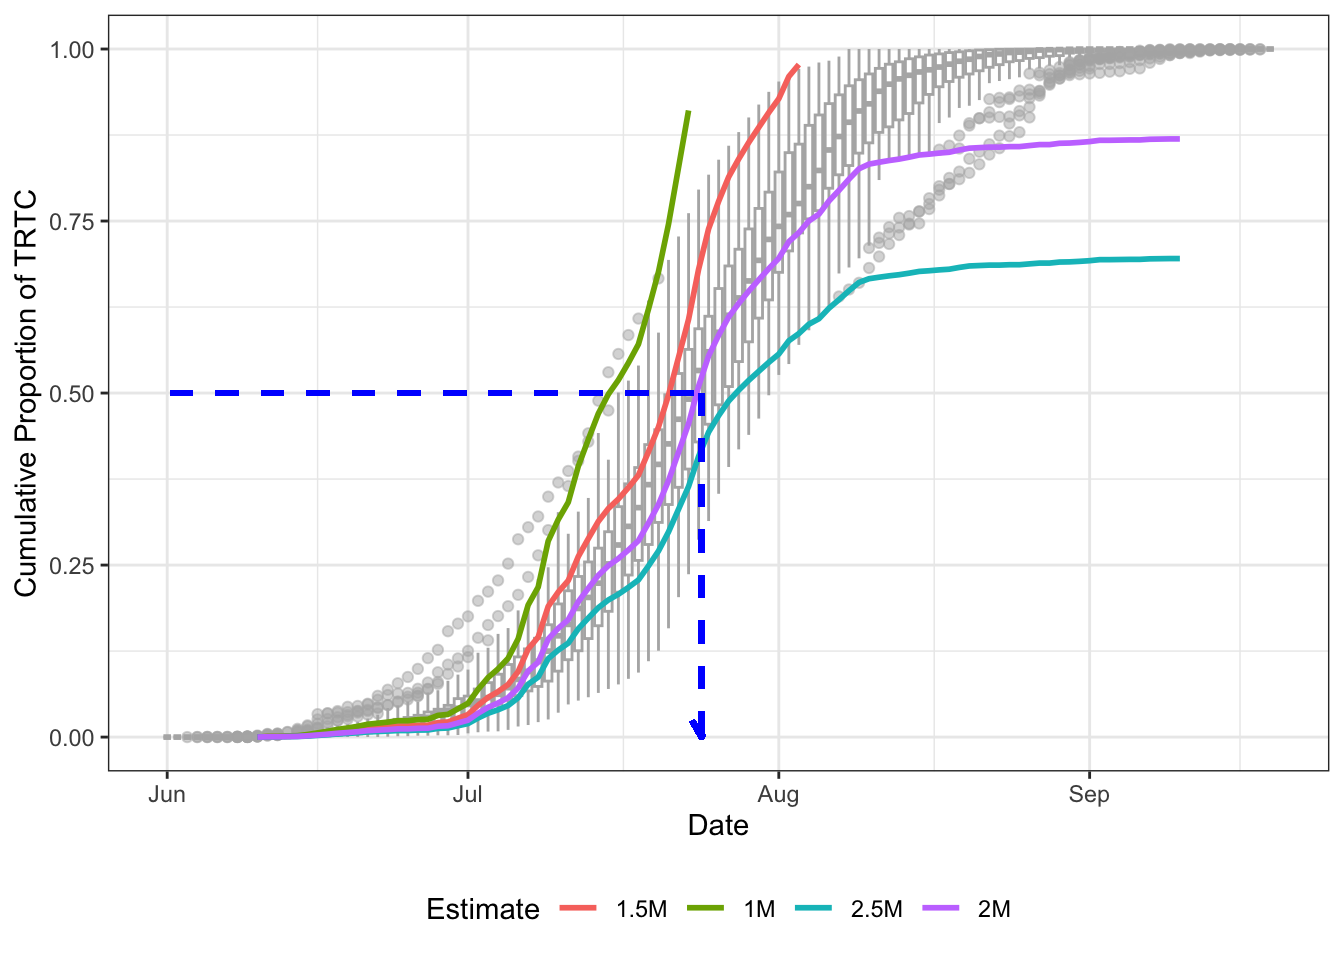 Cumulative Proportion of TRTC
1.00
0.75
0.50
0.25
0.00
Jun Jul Aug Sep
Date
Estimate 1.5M 1M 2.5M 2M